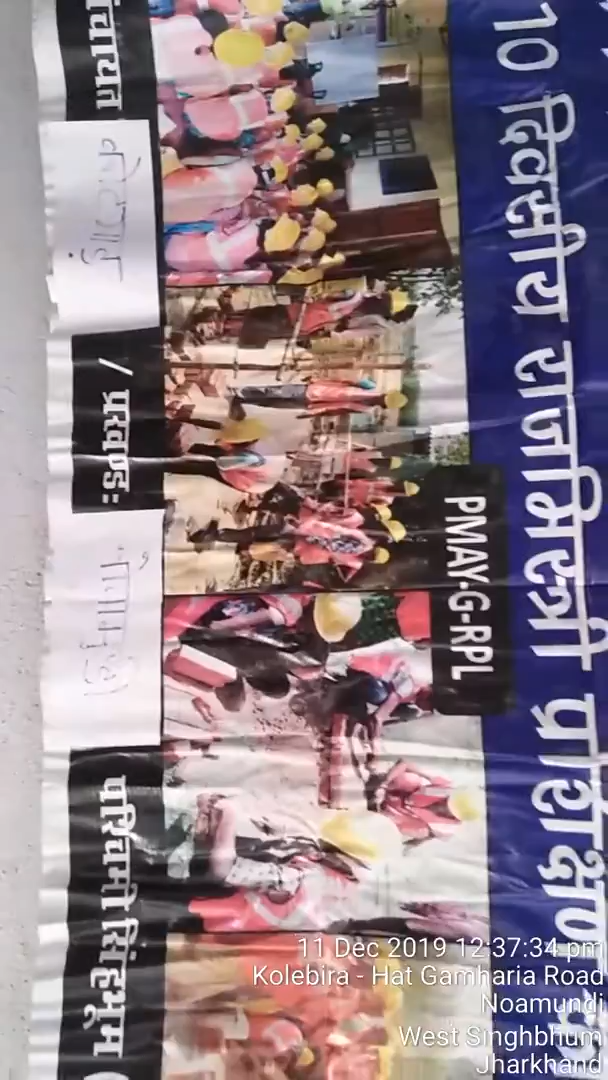 10 दिवसीय राजमिस्त्री प्रशिक्षण
PMAY-G-RPL
/ प्रखण्ड:
पश्चिमी सिंहभूम (
11 Dec 2019 12:37:34 pm
Kolebira - Hat Gamharia Road
Noamundi
West Singhbhum
Jharkhand